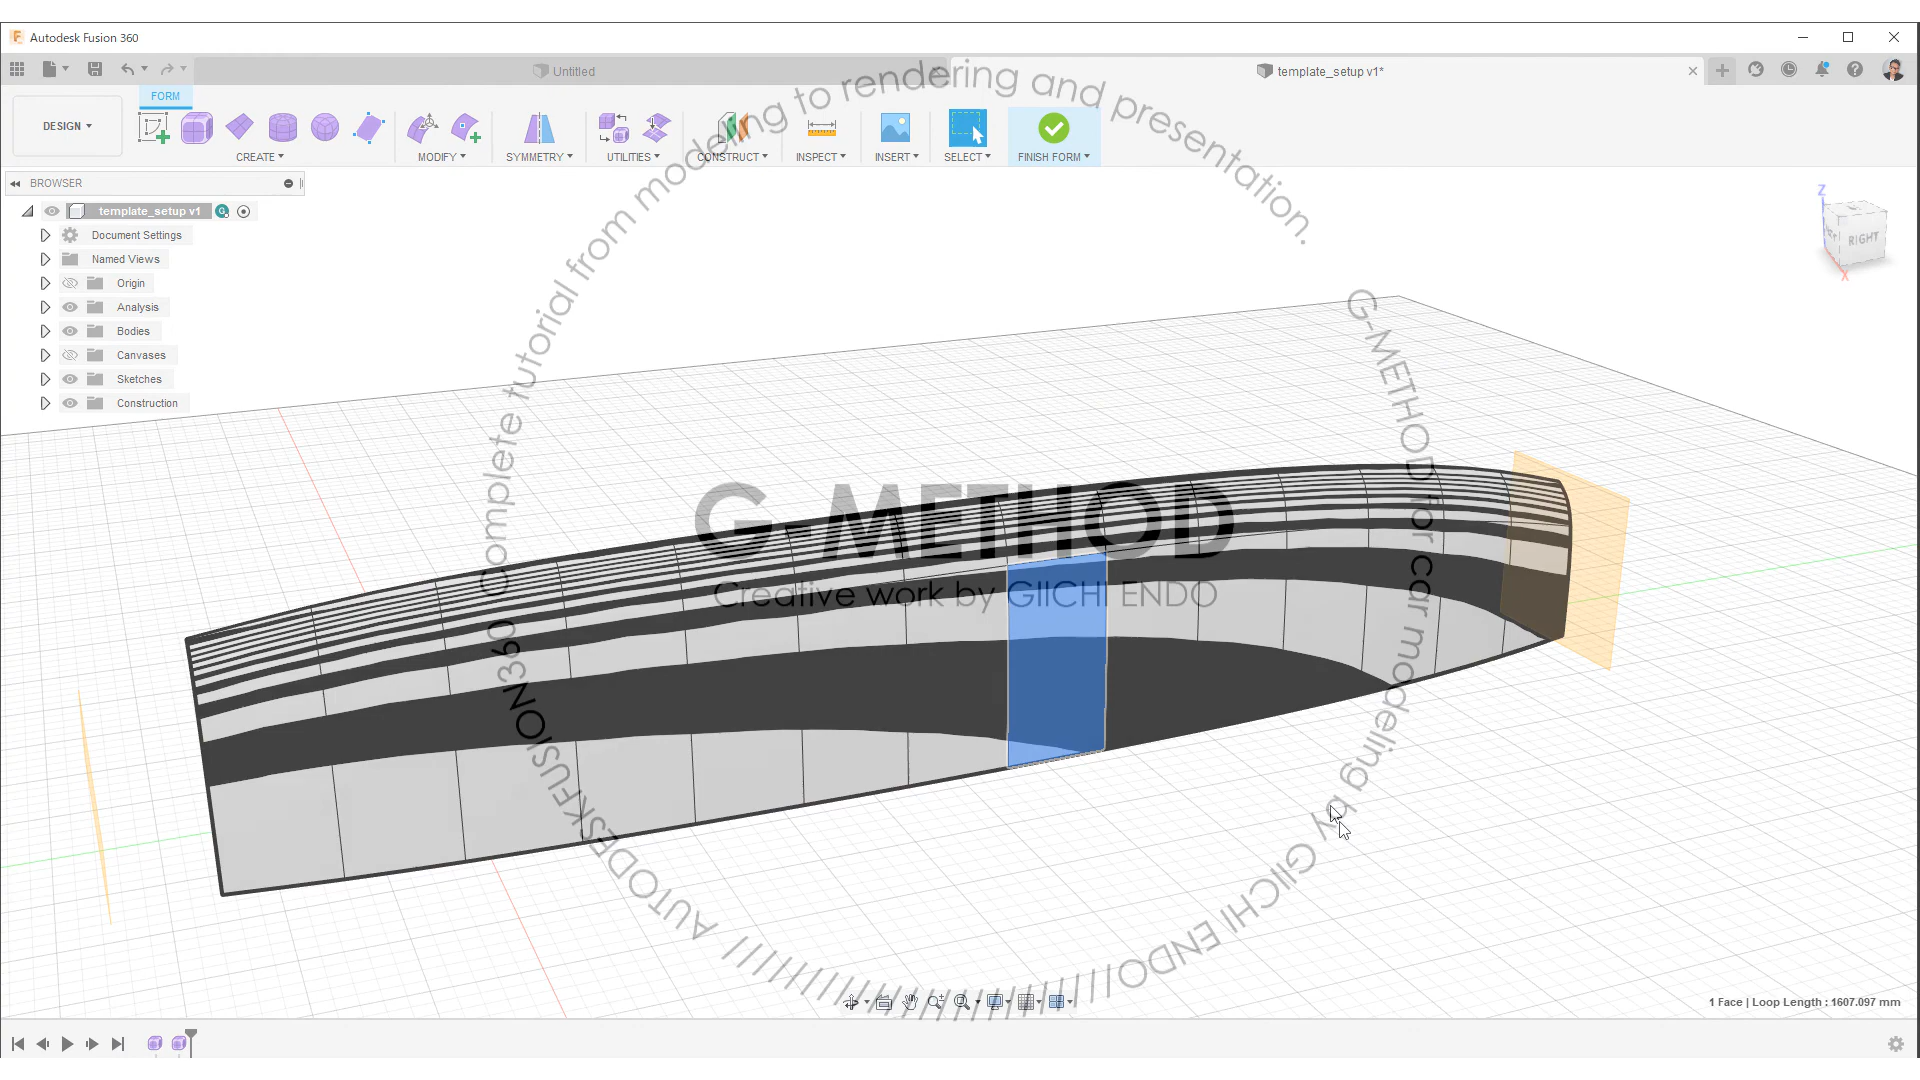 Autodesk Fusion 360
Untitled
template_setup v1*
FORM
DESIGN
CREATE
MODIFY
SYMMETRY
UTILITIES
CONSTRUCT
INSPECT
INSERT
SELECT
FINISH FORM
BROWSER
template_setup v1
Document Settings
Named Views
Origin
Analysis
Bodies
Canvases
Sketches
Construction
Z
RIGHT
X
G-METHOD
Creative work by GIICHI ENDO
AUTODESKFUSION360 Complete tutorial from modeling to rendering and presentation.
G-METHOD for car modeling by GIICHI ENDO
1 Face | Loop Length : 1607.097 mm